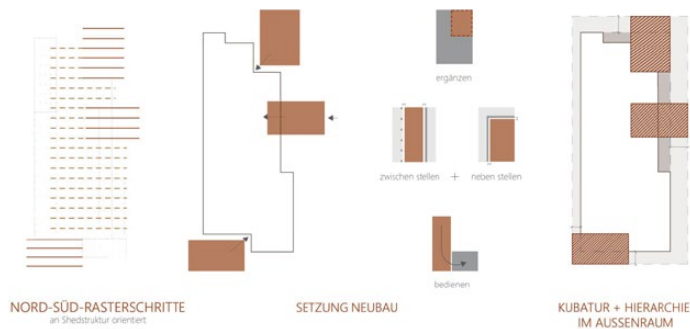 ergänzen
zwischen stellen + neben stellen
bedienen
NORD-SÜD-RASTERSCHRITTE
an Shedstruktur orientiert
SETZUNG NEUBAU
KUBATUR + HIERARCHIE
IM AUSSENRAUM